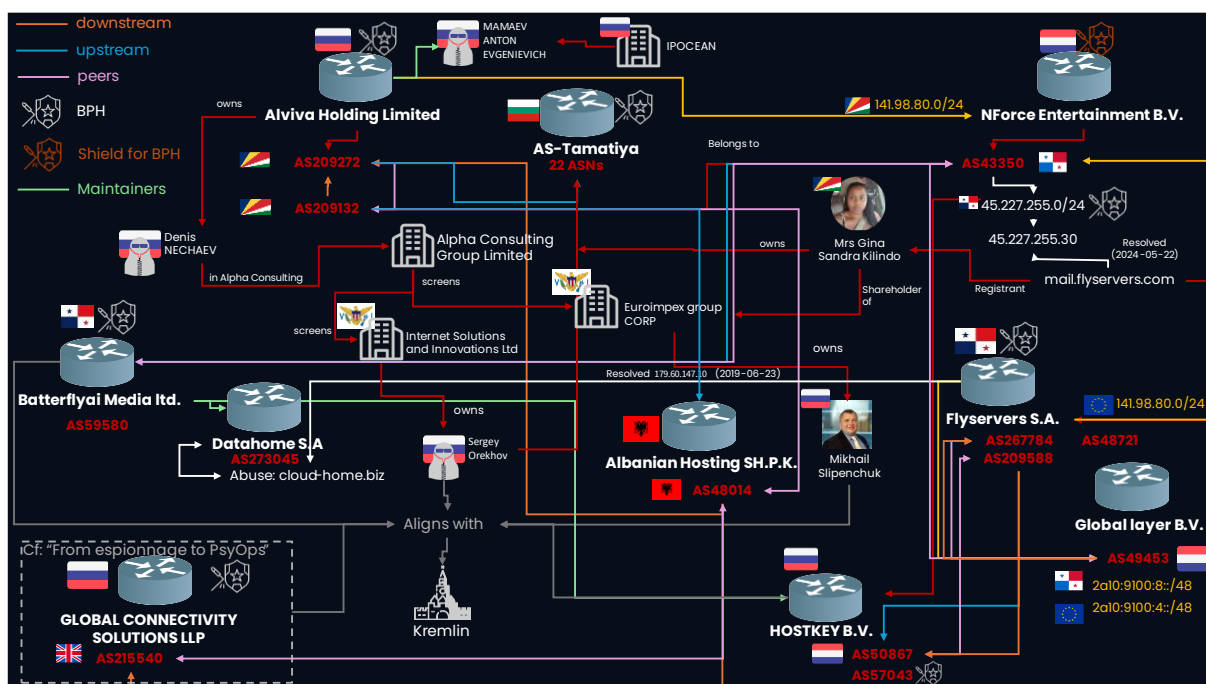 downstream
upstream
peers
BPH
Shield for BPH
Maintainers
MAMAEV
ANTON
EVGENIEVICH
IPOCEAN
owns
Alviva Holding Limited
AS-Tamatiya
22 ASNs
141.98.80.0/24
NForce Entertainment B.V.
Belongs to
AS209272
AS209132
AS43350
45.227.255.0/24
45.227.255.30
Resolved
(2024-05-22)
mail.flyservers.com
Registrant
Denis
NECHAEV
in Alpha Consulting
Alpha Consulting
Group Limited
screens
owns
Mrs Gina
Sandra Kilindo
Shareholder
of
Euroimpex group
CORP
screens
Internet Solutions
and Innovations Ltd
owns
Resolved 179.60.147.10 (2019-06-23)
Batterflyai Media ltd.
AS59580
Datahome S.A
AS273045
Abuse: cloud-home.biz
owns
Sergey
Orekhov
Albanian Hosting SH.P.K.
AS48014
Mikhail
Slipenchuk
Flyservers S.A.
141.98.80.0/24
AS267784
AS48721
AS209588
Global layer B.V.
AS49453
2a10:9100:8::/48
2a10:9100:4::/48
Aligns with
Kremlin
Cf: “From espionnage to PsyOps”
GLOBAL CONNECTIVITY
SOLUTIONS LLP
AS215540
HOSTKEY B.V.
AS50867
AS57043